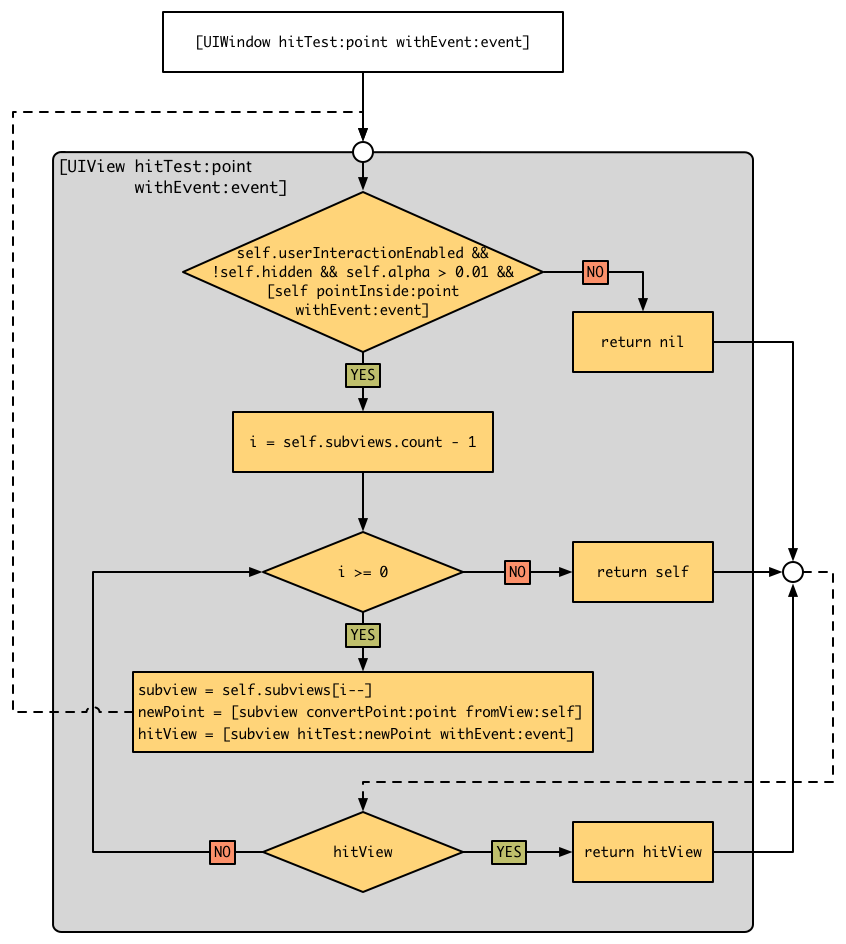 [UIWindow hitTest:point withEvent:event]
[UIView hitTest:point
withEvent:event]
self.userInteractionEnabled &&
!self.hidden && self.alpha > 0.01 &&
[self pointInside:point
withEvent:event]
NO
return nil
YES
i = self.subviews.count - 1
i >= 0
NO
return self
YES
subview = self.subviews[i--]
newPoint = [subview convertPoint:point fromView:self]
hitView = [subview hitTest:newPoint withEvent:event]
NO
hitView
YES
return hitView